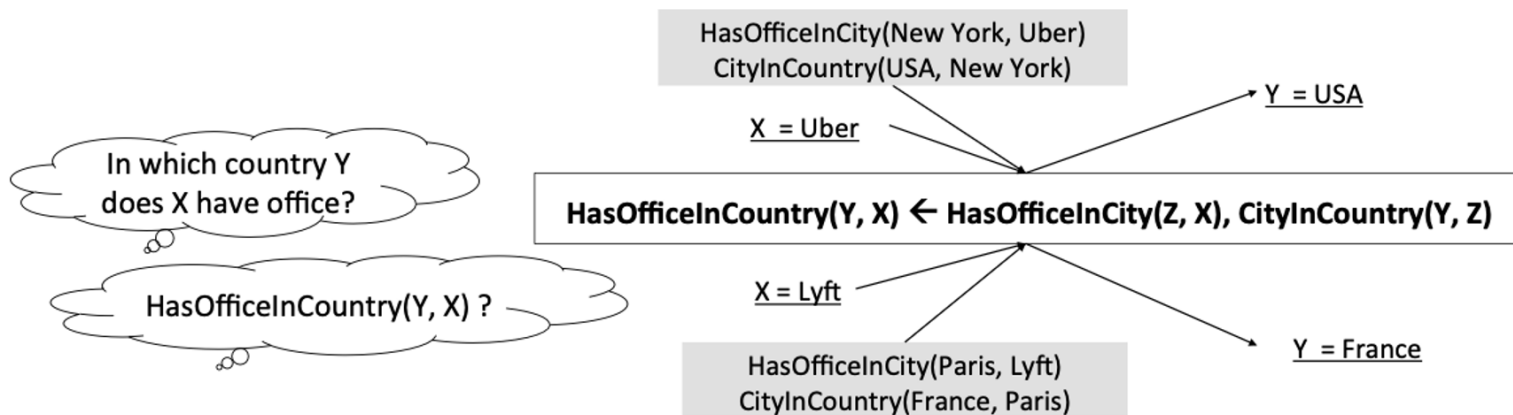 HasOfficeInCity(New York, Uber)
CityInCountry(USA, New York)
Y = USA
X = Uber
In which country Y
does X have office?
HasOfficeInCountry(Y, X) ← HasOfficeInCity(Z, X), CityInCountry(Y, Z)
HasOfficeInCountry(Y, X) ?
X = Lyft
Y = France
HasOfficeInCity(Paris, Lyft)
CityInCountry(France, Paris)